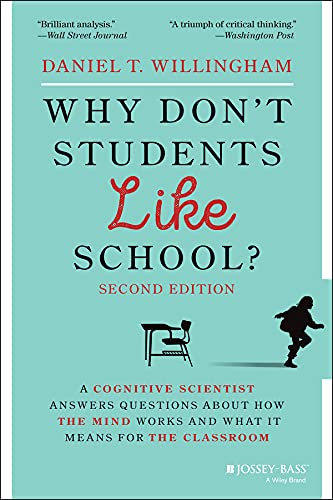 “Brilliant analysis.”
—Wall Street Journal
“A triumph of critical thinking.”
—Washington Post
DANIEL T. WILLINGHAM
WHY DON'T
STUDENTS
Like
SCHOOL?
SECOND EDITION
A COGNITIVE SCIENTIST
ANSWERS QUESTIONS ABOUT HOW
THE MIND WORKS AND WHAT IT
MEANS FOR THE CLASSROOM
JOSSEY-BASS™
A Wiley Brand